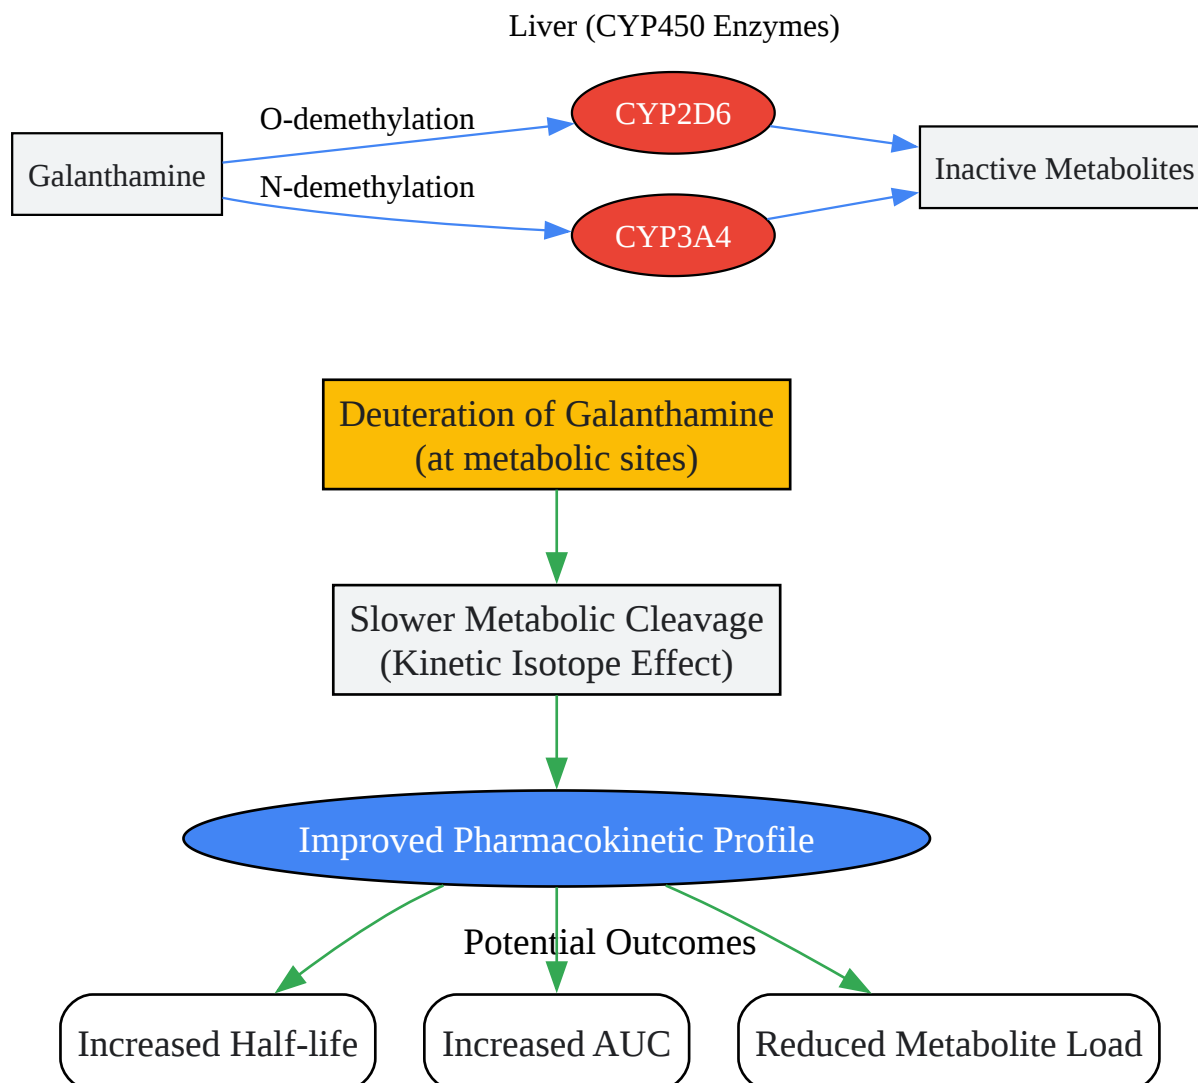 Liver (CYP450 Enzymes)
O-demethylation
CYP2D6
Galanthamine
N-demethylation
Inactive Metabolites
CYP3A4
Deuteration of Galanthamine
(at metabolic sites)
Slower Metabolic Cleavage
(Kinetic Isotope Effect)
Improved Pharmacokinetic Profile
Potential Outcomes
Increased Half-life
Increased AUC
Reduced Metabolite Load